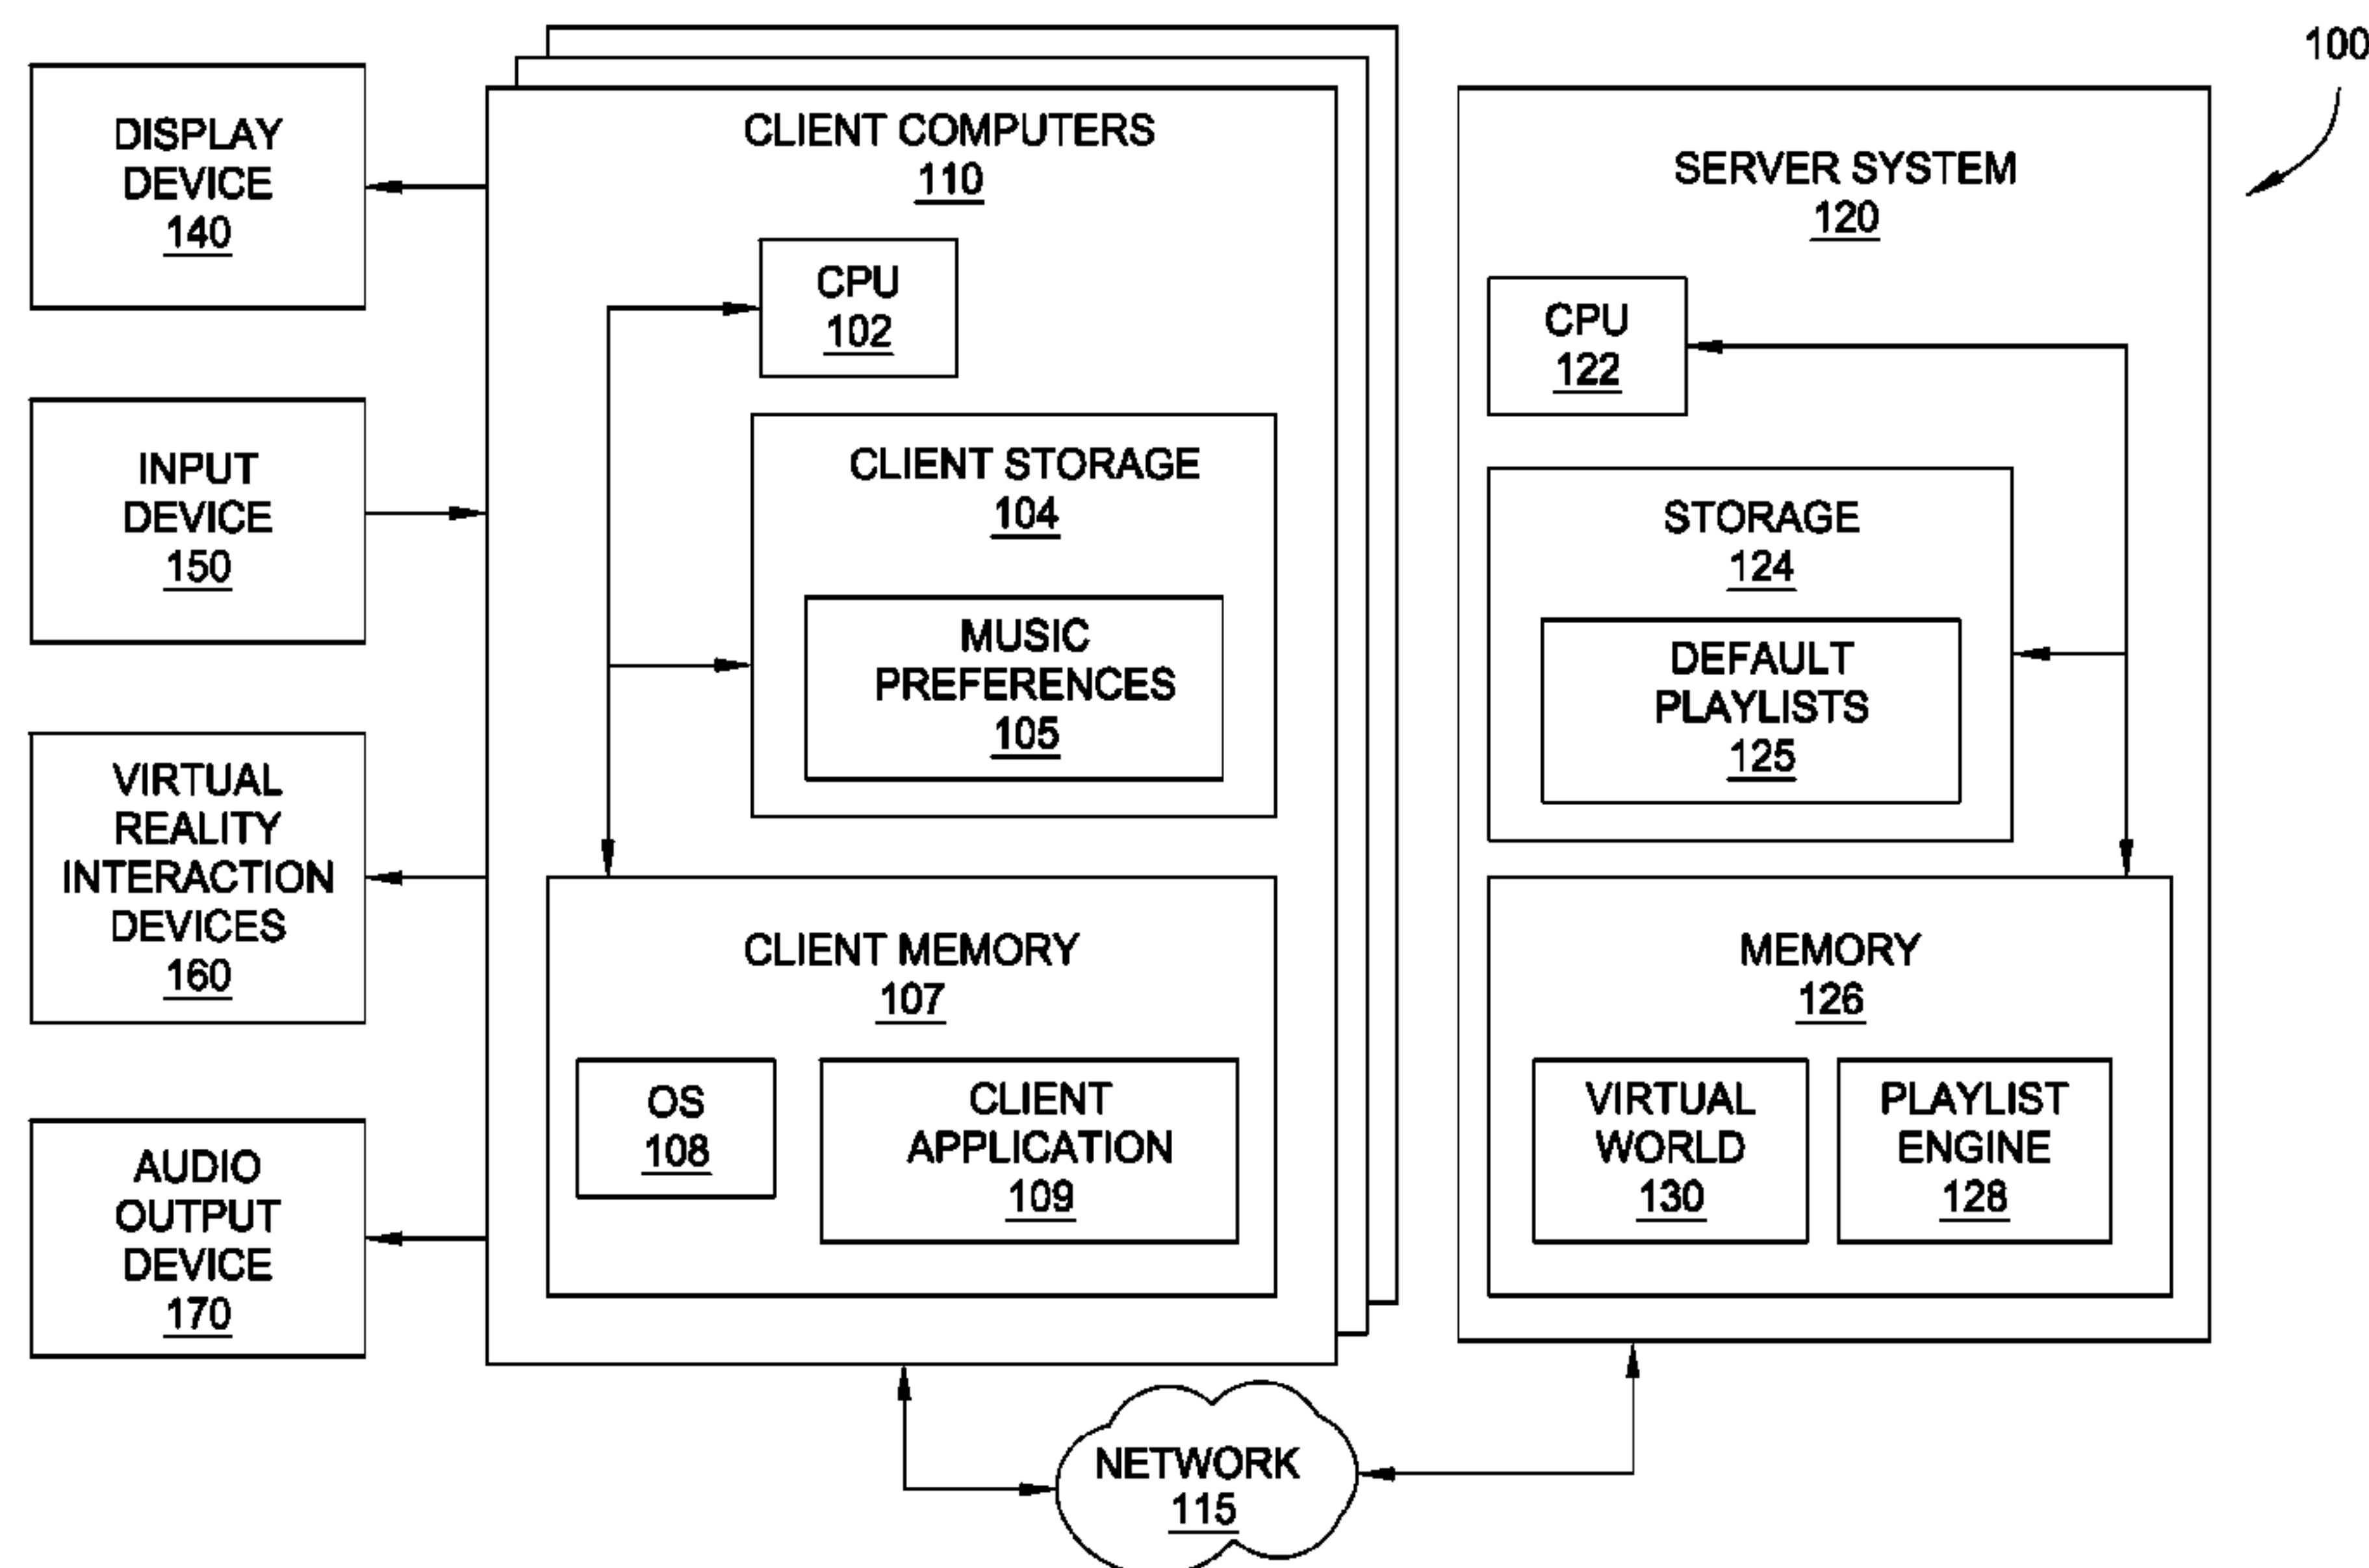 100
DISPLAY
DEVICE
140
INPUT
DEVICE
150
VIRTUAL
REALITY
INTERACTION
DEVICES
160
AUDIO
OUTPUT
DEVICE
170
CLIENT COMPUTERS
110
CPU
102
CLIENT STORAGE
104
MUSIC
PREFERENCES
105
CLIENT MEMORY
107
OS
108
CLIENT
APPLICATION
109
SERVER SYSTEM
120
CPU
122
STORAGE
124
DEFAULT
PLAYLISTS
125
MEMORY
126
VIRTUAL
WORLD
130
PLAYLIST
ENGINE
128
NETWORK
115